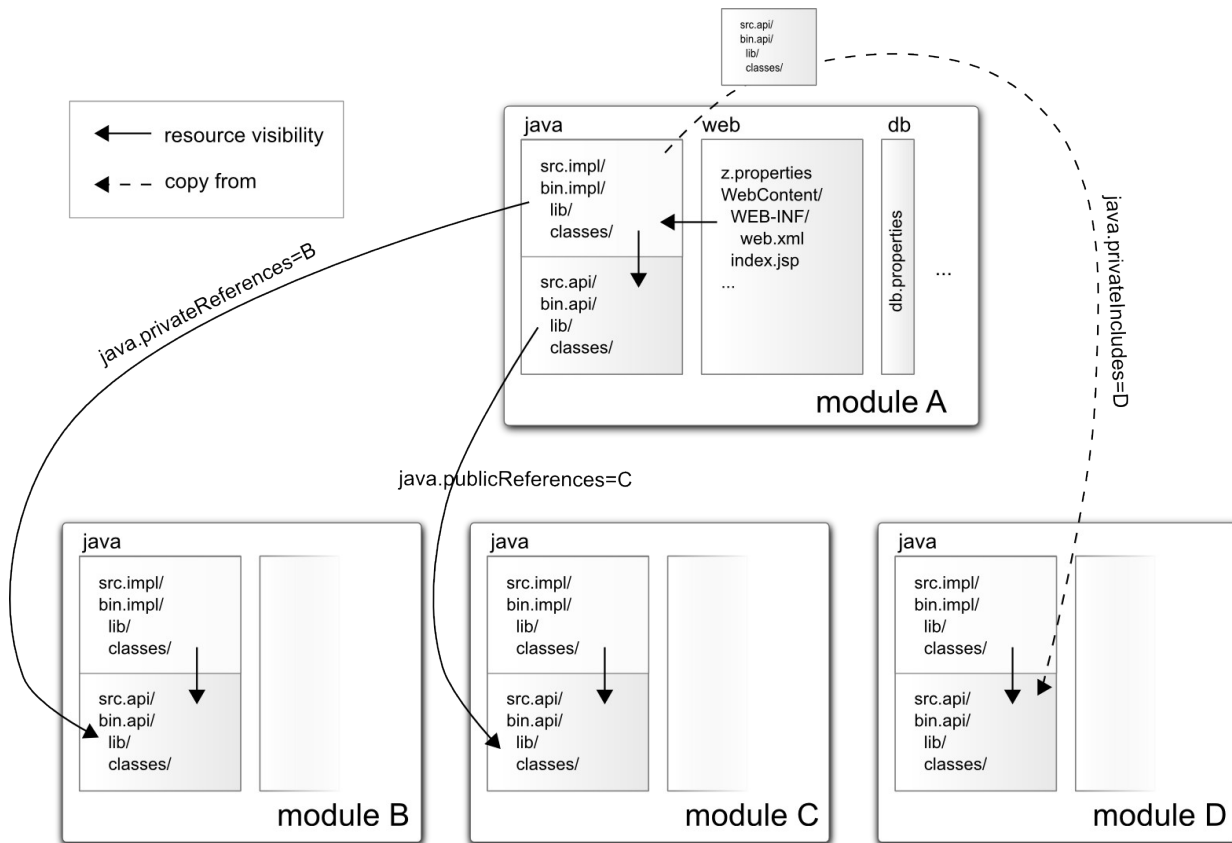 src.api/
bin.api/
lib/
classes/
resource visibility
copy from
java
web
db
src.impl/
bin.impl/
lib/
classes/
src.api/
bin.api/
lib/
classes/
z.properties
WebContent/
WEB-INF/
web.xml
index.jsp
...
db.properties
...
module A
java.privateReferences=B
java.publicReferences=C
java.privateIncludes=D
java
src.impl/
bin.impl/
lib/
classes/
src.api/
bin.api/
lib/
classes/
module B
java
src.impl/
bin.impl/
lib/
classes/
src.api/
bin.api/
lib/
classes/
module C
java
src.impl/
bin.impl/
lib/
classes/
src.api/
bin.api/
lib/
classes/
module D